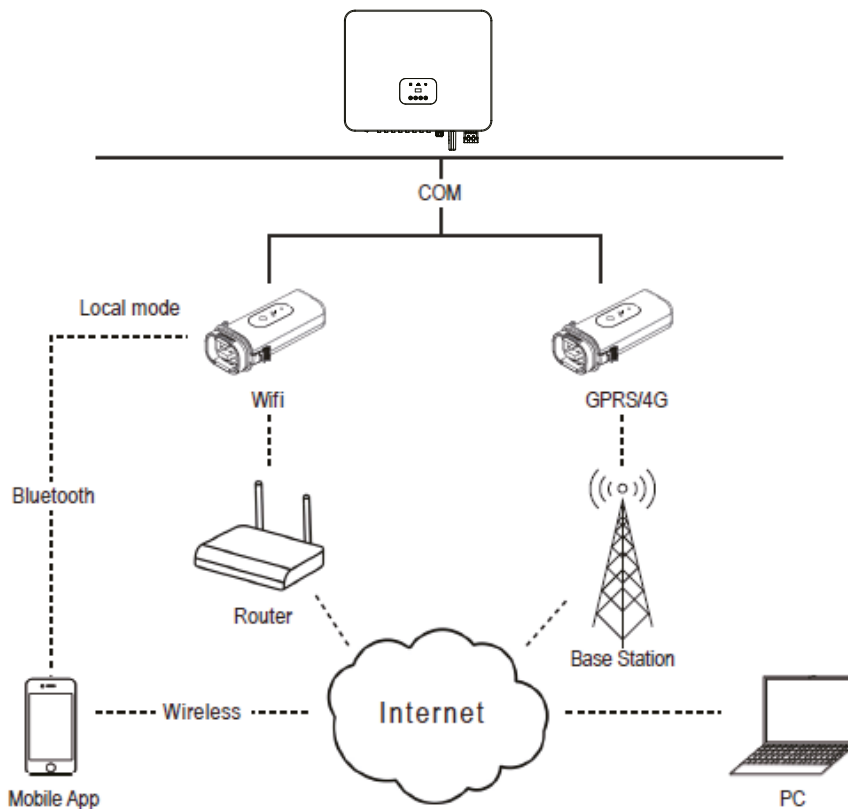 COM
Local mode
Wifi
GPRS/4G
Bluetooth
Router
Base Station
Wireless
Internet
Mobile App
PC